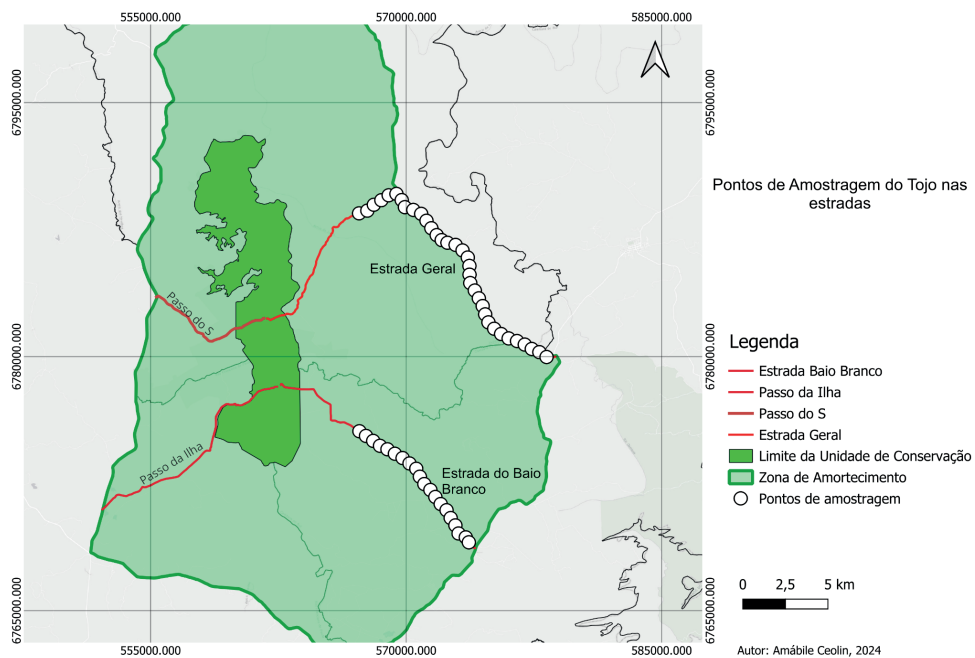 555000.000
570000.000
585000.000
6795000.000
6795000.000
Pontos de Amostragem do Tojo nas
estradas
Estrada Geral
Passo do S
6780000.000
6780000.000
Legenda
Estrada Baio Branco
Passo da Ilha
Passo do S
Estrada Geral
Limite da Unidade de Conservação
Zona de Amortecimento
Pontos de amostragem
Passo da Ilha
Estrada do Baio
Branco
0 2,5 5 km
6765000.000
6765000.000
555000.000
570000.000
585000.000
Autor: Amábile Ceolin, 2024